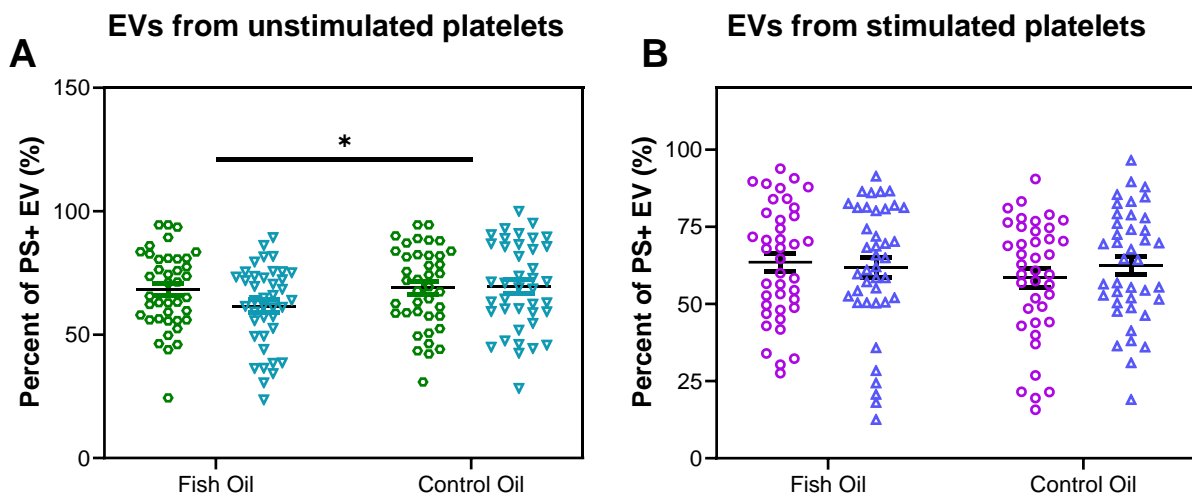 EVs from unstimulated platelets
A
Percent of PS+ EV (%)
150
100
50
0
*
Fish Oil
Control Oil
EVs from stimulated platelets
B
Percent of PS+ EV (%)
100
75
50
25
0
Fish Oil
Control Oil